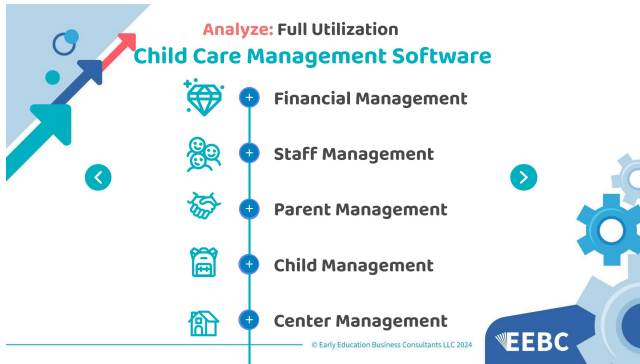 Analyze: Full Utilization
Child Care Management Software
Financial Management
Staff Management
Parent Management
Child Management
Center Management
© Early Education Business Consultants LLC 2024
EEBC